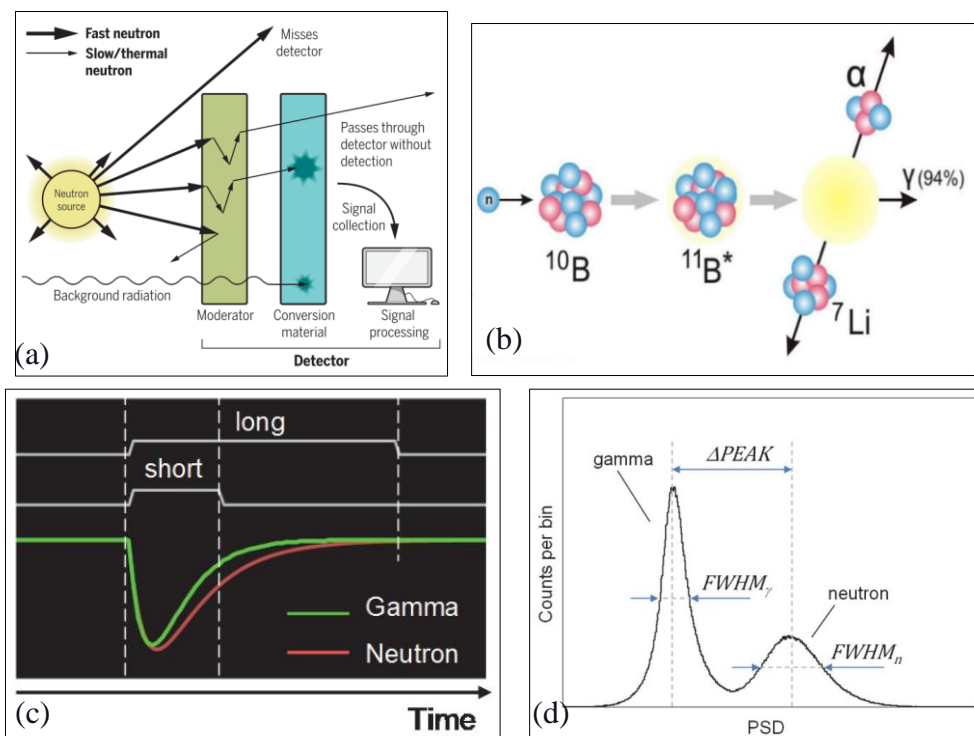 Fast neutron
Slow/thermal
neutron
Misses
detector
Neutron
source
Passes through
detector without
detection
Signal
collection
Background radiation
Moderator
Conversion
material
Signal
processing
Detector
(a)
n
¹⁰B
¹¹B*
α
γ(94%)
⁷Li
(b)
long
short
Gamma
Neutron
Time
(c)
Counts per bin
gamma
ΔPEAK
FWHMγ
neutron
FWHMₙ
PSD
(d)